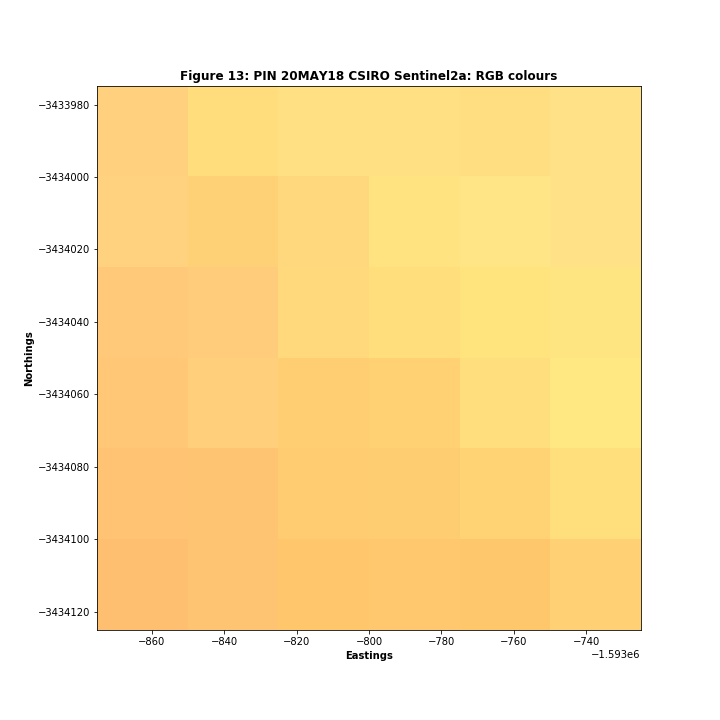 Figure 13: PIN 20MAY18 CSIRO Sentinel2a: RGB colours
−3433980
−3434000
−3434020
−3434040
−3434060
−3434080
−3434100
−3434120
Northings
−860 −840 −820 −800 −780 −760 −740
Eastings
−1.593e6